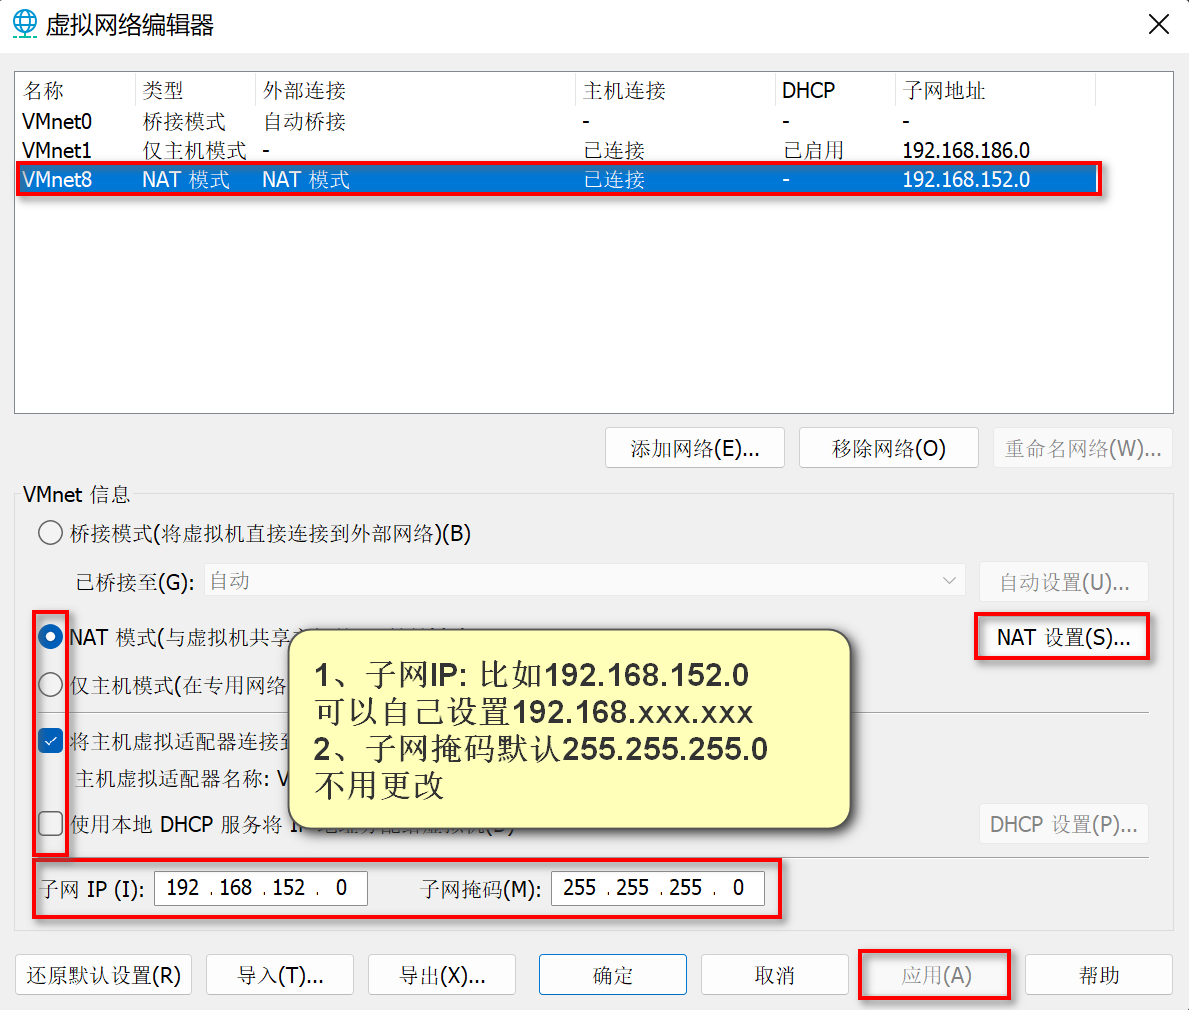 虚拟网络编辑器
名称 类型 外部连接 主机连接 DHCP 子网地址
VMnet0 桥接模式 自动桥接 - - -
VMnet1 仅主机模式 - 已连接 已启用 192.168.186.0
VMnet8 NAT 模式 NAT 模式 已连接 - 192.168.152.0
添加网络(E)... 移除网络(O) 重命名网络(W)...
VMnet 信息
桥接模式(将虚拟机直接连接到外部网络)(B)
已桥接至(G): 自动 自动设置(U)...
NAT 模式(与虚拟机共享 NAT 设置(S)...
仅主机模式(在专用网络
1、子网IP: 比如192.168.152.0
可以自己设置192.168.xxx.xxx
2、子网掩码默认255.255.255.0
不用更改
将主机虚拟适配器连接到
主机虚拟适配器名称: V
使用本地 DHCP 服务将 DHCP 设置(P)...
子网 IP (I): 192 . 168 . 152 . 0 子网掩码(M): 255 . 255 . 255 . 0
还原默认设置(R) 导入(T)... 导出(X)... 确定 取消 应用(A) 帮助